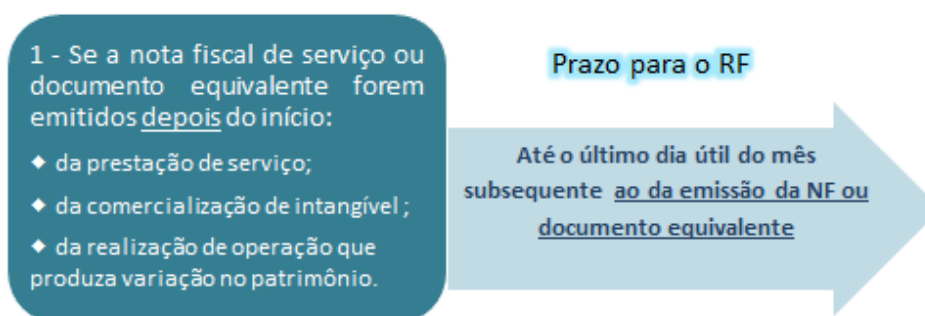 1 - Se a nota fiscal de serviço ou
documento equivalente forem
emitidos depois do início:
◆ da prestação de serviço;
◆ da comercialização de intangível ;
◆ da realização de operação que
produza variação no patrimônio.
Prazo para o RF
Até o último dia útil do mês
subsequente ao da emissão da NF ou
documento equivalente